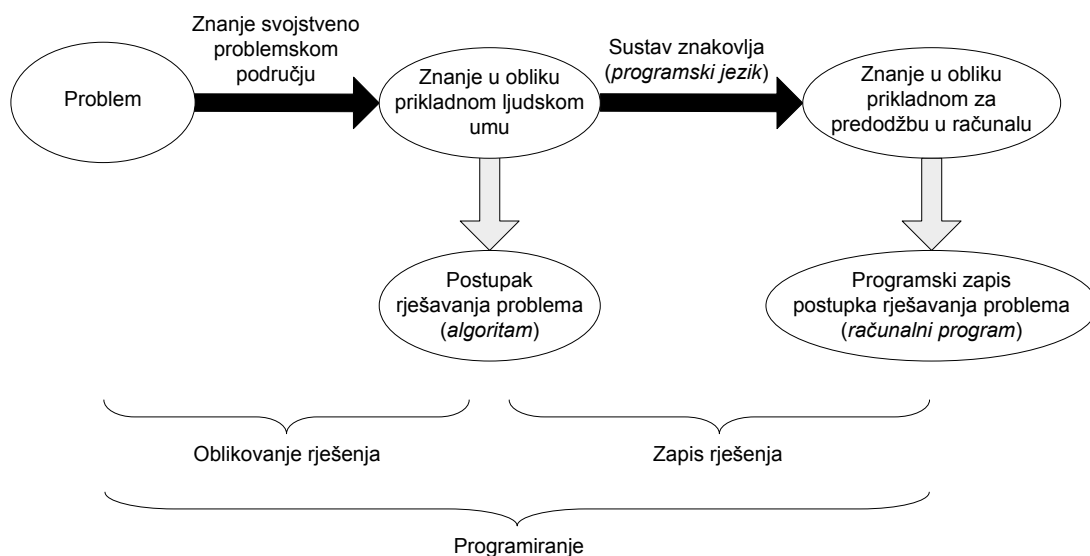 Znanje svojstveno
problemskom
području
Sustav znakovlja
(programski jezik)
Problem
Znanje u obliku
prikladnom ljudskom
umu
Znanje u obliku
prikladnom za
predodžbu u računalu
Postupak
rješavanja problema
(algoritam)
Programski zapis
postupka rješavanja problema
(računalni program)
Oblikovanje rješenja
Zapis rješenja
Programiranje